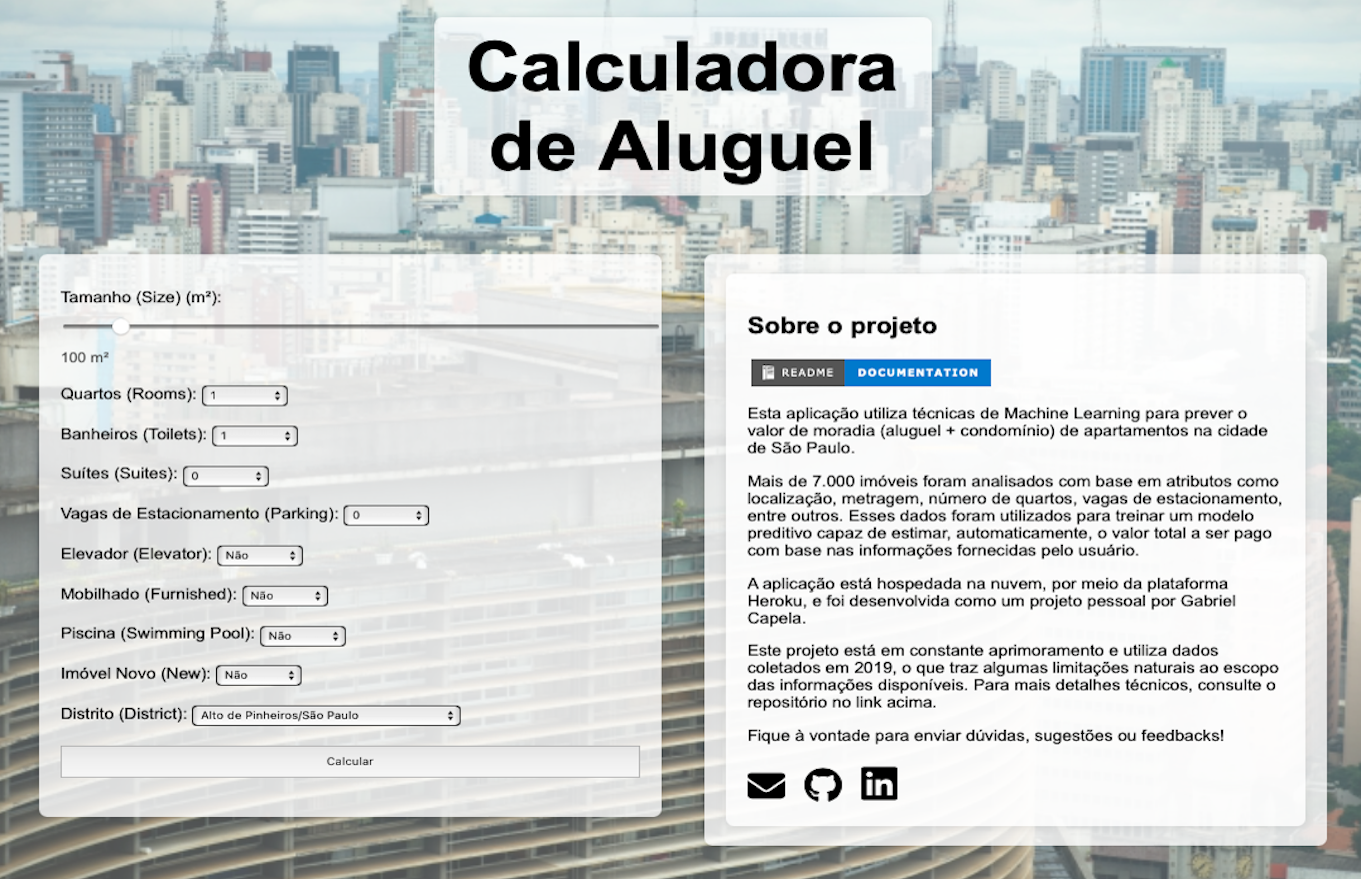 Calculadora
de Aluguel
Tamanho (Size) (m²):
100 m²
Quartos (Rooms): 1
Banheiros (Toilets): 1
Suítes (Suites): 0
Vagas de Estacionamento (Parking): 0
Elevador (Elevator): Não
Mobilhado (Furnished): Não
Piscina (Swimming Pool): Não
Imóvel Novo (New): Não
Distrito (District): Alto de Pinheiros/São Paulo
Calcular
Sobre o projeto
README DOCUMENTATION
Esta aplicação utiliza técnicas de Machine Learning para prever o
valor de moradia (aluguel + condomínio) de apartamentos na cidade
de São Paulo.
Mais de 7.000 imóveis foram analisados com base em atributos como
localização, metragem, número de quartos, vagas de estacionamento,
entre outros. Esses dados foram utilizados para treinar um modelo
preditivo capaz de estimar, automaticamente, o valor total a ser pago
com base nas informações fornecidas pelo usuário.
A aplicação está hospedada na nuvem, por meio da plataforma
Heroku, e foi desenvolvida como um projeto pessoal por Gabriel
Capela.
Este projeto está em constante aprimoramento e utiliza dados
coletados em 2019, o que traz algumas limitações naturais ao escopo
das informações disponíveis. Para mais detalhes técnicos, consulte o
repositório no link acima.
Fique à vontade para enviar dúvidas, sugestões ou feedbacks!
in